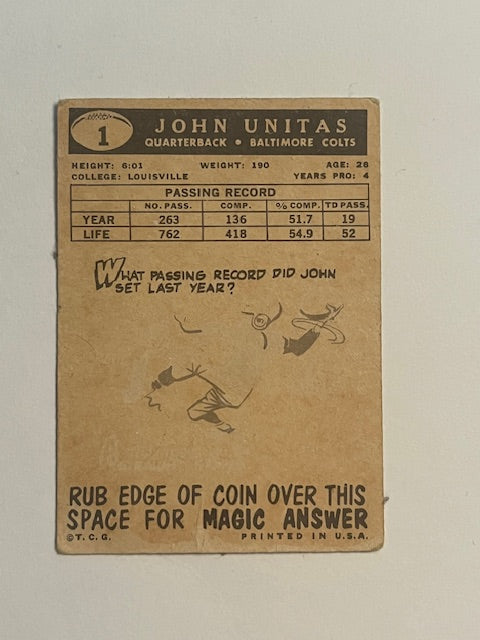 1
JOHN UNITAS
QUARTERBACK • BALTIMORE COLTS
HEIGHT: 6:01 WEIGHT: 190 AGE: 26
COLLEGE: LOUISVILLE YEARS PRO: 4
PASSING RECORD
NO. PASS. COMP. % COMP. TD PASS.
YEAR 263 136 51.7 19
LIFE 762 418 54.9 52
WHAT PASSING RECORD DID JOHN
SET LAST YEAR?
RUB EDGE OF COIN OVER THIS
SPACE FOR MAGIC ANSWER
©T.C.G. PRINTED IN U.S.A.